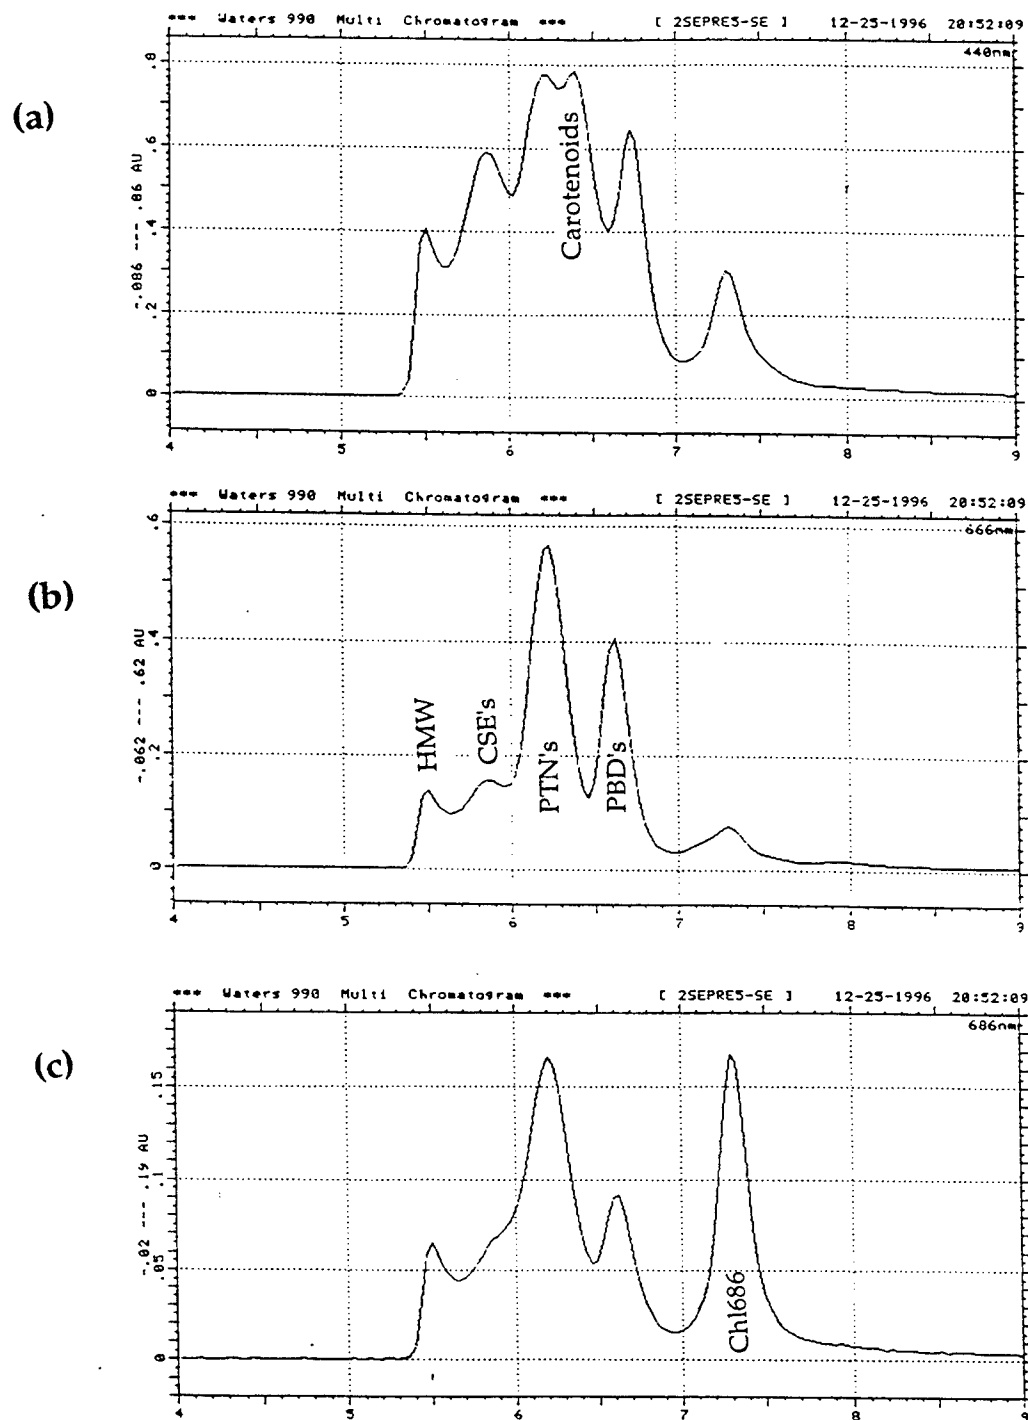 *** Waters 990 Multi Chromatogram *** [ 2SEPRE5-SE ] 12-25-1996 20:52:09
440nm
(a)
-.086 --- .86 AU
.8
.6
.4
.2
0
Carotenoids
4 5 6 7 8 9
*** Waters 990 Multi Chromatogram *** [ 2SEPRE5-SE ] 12-25-1996 20:52:09
666nm
(b)
-.062 --- .62 AU
.6
.4
.2
0
HMW
CSE's
PTN's
PBD's
4 5 6 7 8 9
*** Waters 990 Multi Chromatogram *** [ 2SEPRE5-SE ] 12-25-1996 20:52:09
686nm
(c)
-.02 --- .19 AU
.15
.1
.05
0
Chl686
4 5 6 7 8 9